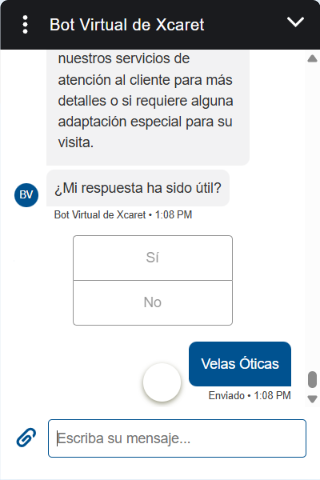 Bot Virtual de Xcaret
nuestros servicios de
atención al cliente para más
detalles o si requiere alguna
adaptación especial para su
visita.
BV
¿Mi respuesta ha sido útil?
Bot Virtual de Xcaret • 1:08 PM
Sí
No
Velas Óticas
Enviado • 1:08 PM
Escriba su mensaje...